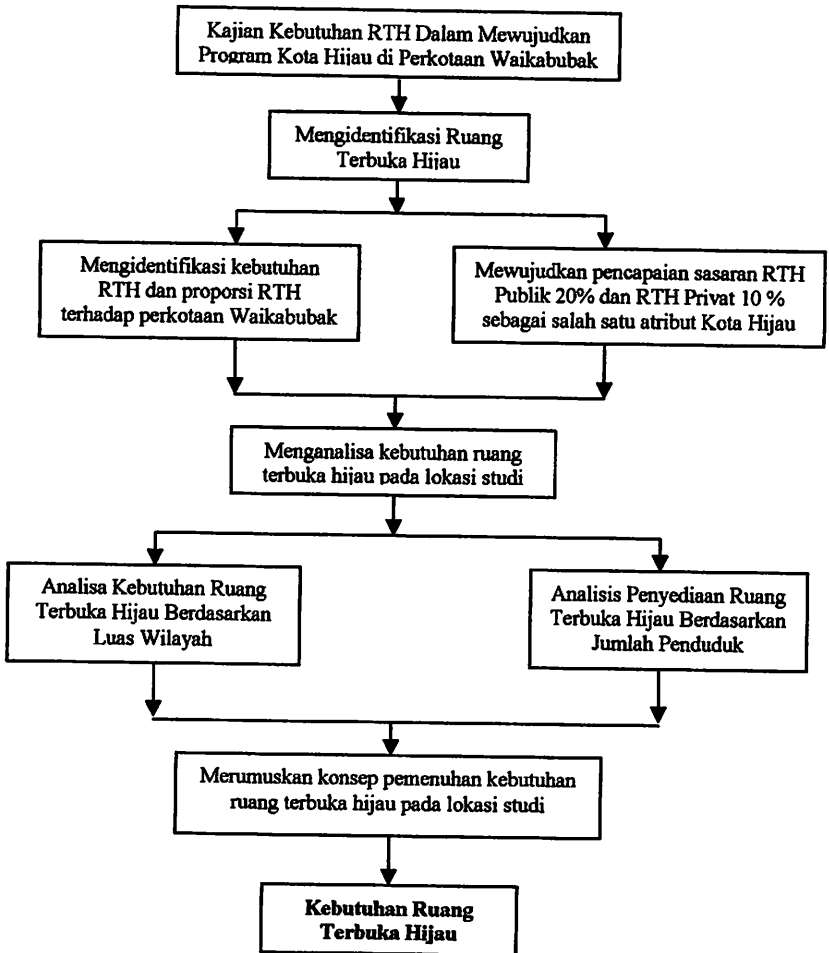 Kajian Kebutuhan RTH Dalam Mewujudkan
Program Kota Hijau di Perkotaan Waikabubak
Mengidentifikasi Ruang
Terbuka Hijau
Mengidentifikasi kebutuhan
RTH dan proporsi RTH
terhadap perkotaan Waikabubak
Mewujudkan pencapaian sasaran RTH
Publik 20% dan RTH Privat 10 %
sebagai salah satu atribut Kota Hijau
Menganalisa kebutuhan ruang
terbuka hijau pada lokasi studi
Analisa Kebutuhan Ruang
Terbuka Hijau Berdasarkan
Luas Wilayah
Analisis Penyediaan Ruang
Terbuka Hijau Berdasarkan
Jumlah Penduduk
Merumuskan konsep pemenuhan kebutuhan
ruang terbuka hijau pada lokasi studi
Kebutuhan Ruang
Terbuka Hijau